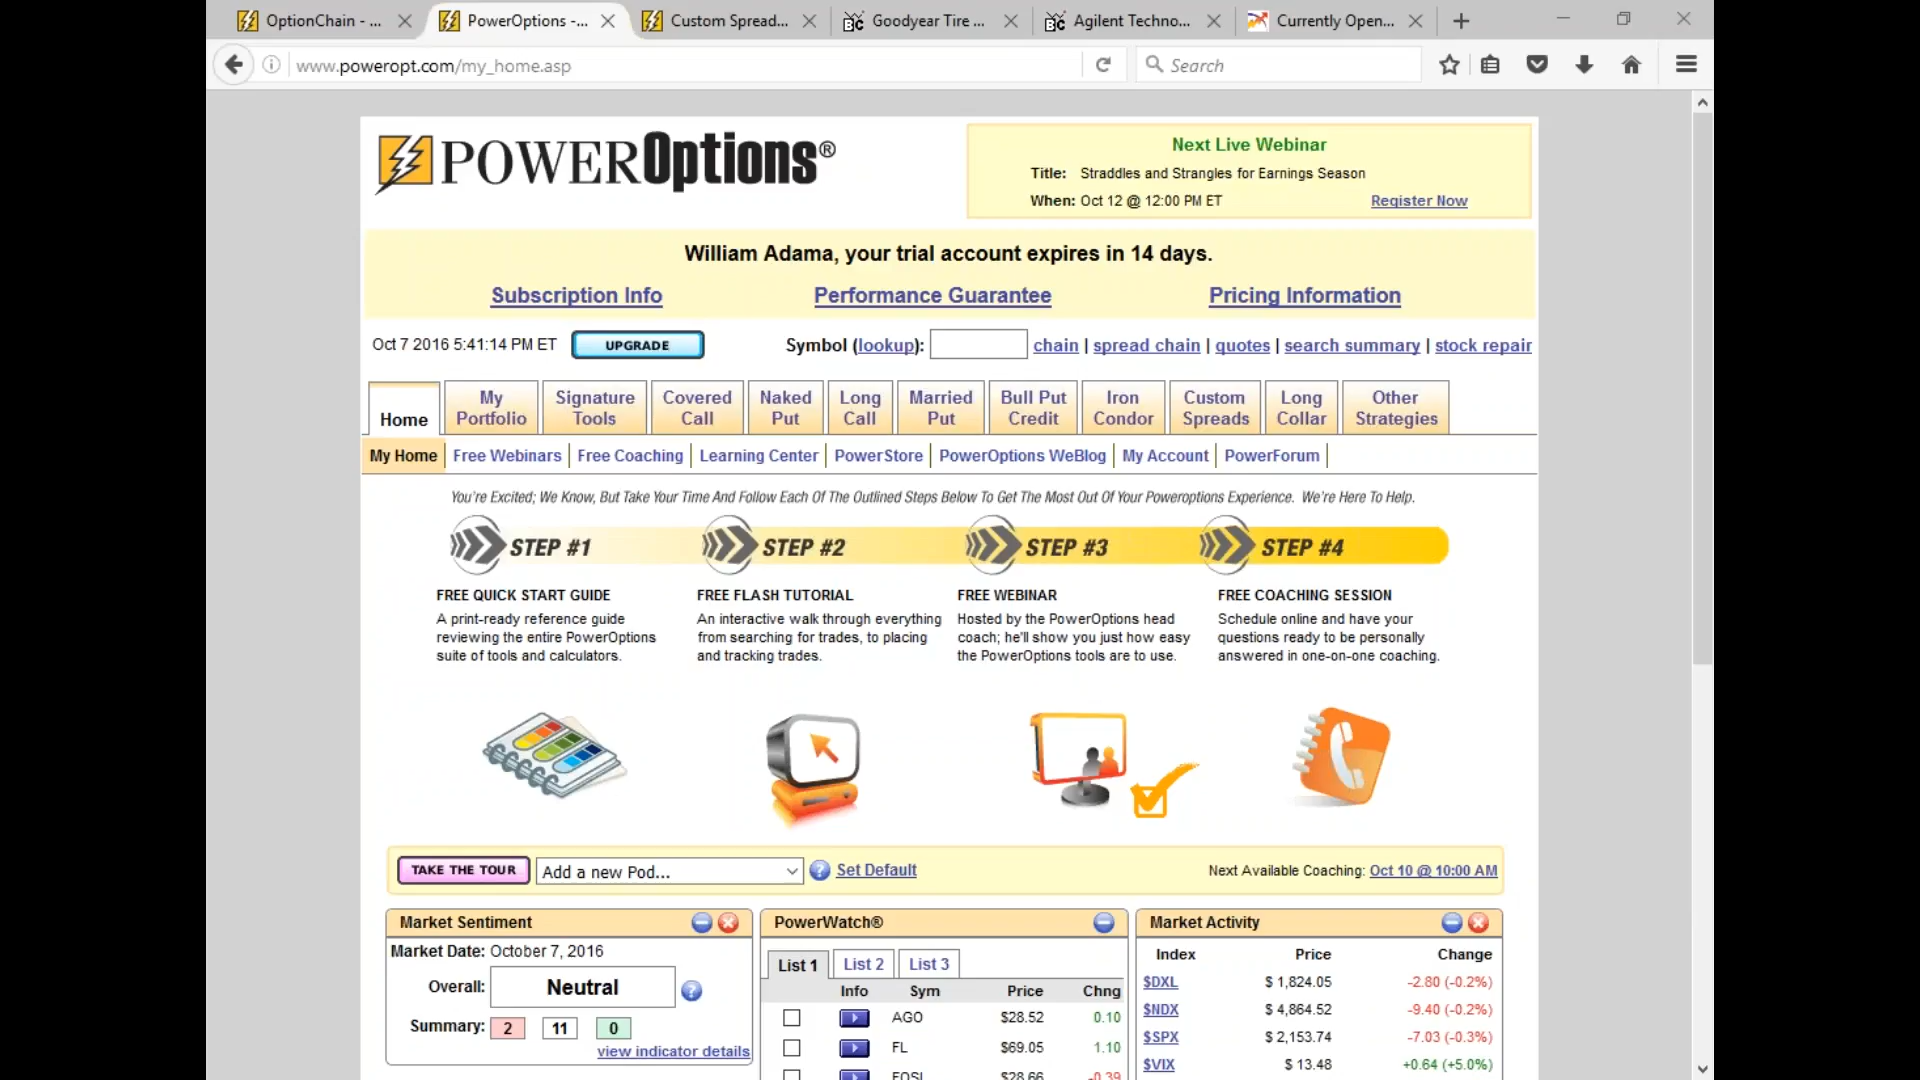 OptionChain - ...
PowerOptions -...
Custom Spread...
Goodyear Tire ...
Agilent Techno...
Currently Open...
www.poweropt.com/my_home.asp
Search
POWEROptions®
Next Live Webinar
Title: Straddles and Strangles for Earnings Season
When: Oct 12 @ 12:00 PM ET Register Now
William Adama, your trial account expires in 14 days.
Subscription Info Performance Guarantee Pricing Information
Oct 7 2016 5:41:14 PM ET UPGRADE Symbol (lookup): chain | spread chain | quotes | search summary | stock repair
Home
My Portfolio
Signature Tools
Covered Call
Naked Put
Long Call
Married Put
Bull Put Credit
Iron Condor
Custom Spreads
Long Collar
Other Strategies
My Home Free Webinars Free Coaching Learning Center PowerStore PowerOptions WeBlog My Account PowerForum
You're Excited; We Know, But Take Your Time And Follow Each Of The Outlined Steps Below To Get The Most Out Of Your Poweroptions Experience. We're Here To Help.
STEP #1 STEP #2 STEP #3 STEP #4
FREE QUICK START GUIDE
A print-ready reference guide
reviewing the entire PowerOptions
suite of tools and calculators.
FREE FLASH TUTORIAL
An interactive walk through everything
from searching for trades, to placing
and tracking trades.
FREE WEBINAR
Hosted by the PowerOptions head
coach; he'll show you just how easy
the PowerOptions tools are to use.
FREE COACHING SESSION
Schedule online and have your
questions ready to be personally
answered in one-on-one coaching.
TAKE THE TOUR Add a new Pod... ? Set Default Next Available Coaching: Oct 10 @ 10:00 AM
Market Sentiment
Market Date: October 7, 2016
Overall: Neutral ?
Summary: 2 11 0
view indicator details
PowerWatch®
List 1 List 2 List 3
Info Sym Price Chng
AGO $28.52 0.10
FL $69.05 1.10
FOSL $28.66 -0.39
Market Activity
Index Price Change
$DXL $ 1,824.05 -2.80 (-0.2%)
$NDX $ 4,864.52 -9.40 (-0.2%)
$SPX $ 2,153.74 -7.03 (-0.3%)
$VIX $ 13.48 +0.64 (+5.0%)